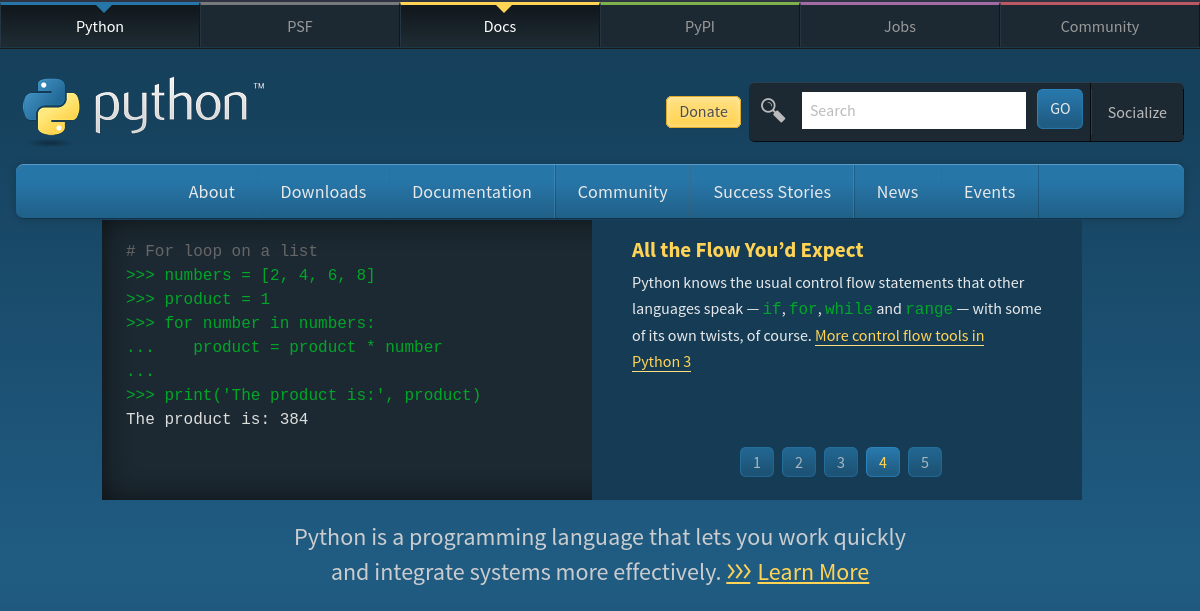 Python PSF Docs PyPI Jobs Community
python™
Donate Search GO Socialize
About Downloads Documentation Community Success Stories News Events
# For loop on a list
>>> numbers = [2, 4, 6, 8]
>>> product = 1
>>> for number in numbers:
...    product = product * number
...
>>> print('The product is:', product)
The product is: 384
All the Flow You’d Expect
Python knows the usual control flow statements that other
languages speak — if, for, while and range — with some
of its own twists, of course. More control flow tools in
Python 3
1 2 3 4 5
Python is a programming language that lets you work quickly
and integrate systems more effectively. >>> Learn More